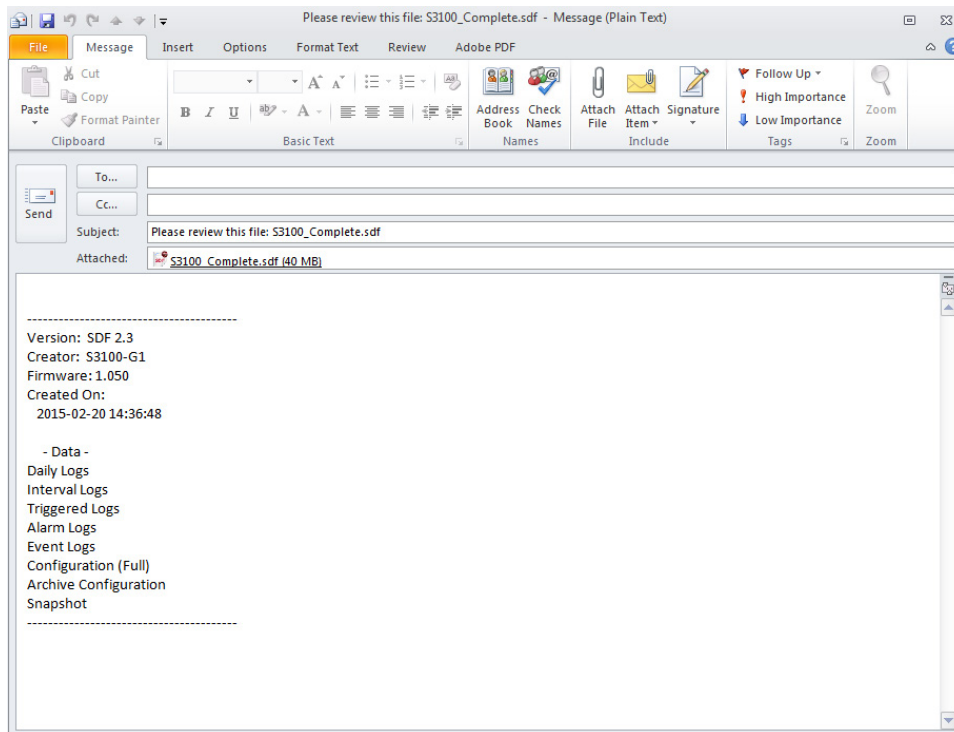 Please review this file: S3100_Complete.sdf - Message (Plain Text)
File Message Insert Options Format Text Review Adobe PDF
Paste
Cut
Copy
Format Painter
Clipboard
A A
B I U ab A
Basic Text
Address Book
Check Names
Names
Attach File
Attach Item
Signature
Include
Follow Up
High Importance
Low Importance
Tags
Zoom
Zoom
Send
To...
Cc...
Subject: Please review this file: S3100_Complete.sdf
Attached: S3100_Complete.sdf (40 MB)
----------------------------------------
Version: SDF 2.3
Creator: S3100-G1
Firmware: 1.050
Created On:
2015-02-20 14:36:48
- Data -
Daily Logs
Interval Logs
Triggered Logs
Alarm Logs
Event Logs
Configuration (Full)
Archive Configuration
Snapshot
----------------------------------------